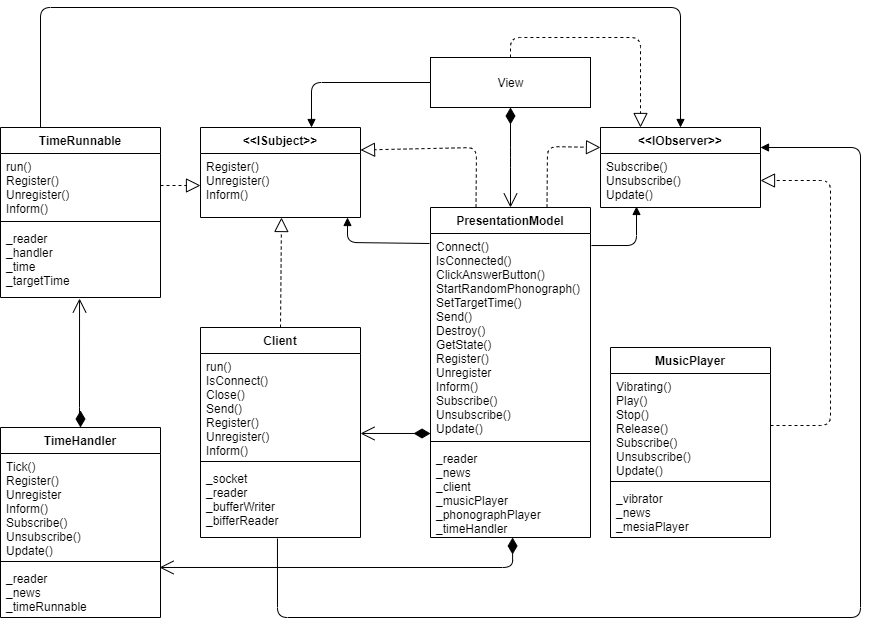 View
TimeRunnable
run()
Register()
Unregister()
Inform()
_reader
_handler
_time
_targetTime
<<ISubject>>
Register()
Unregister()
Inform()
<<IObserver>>
Subscribe()
Unsubscribe()
Update()
PresentationModel
Connect()
IsConnected()
ClickAnswerButton()
StartRandomPhonograph()
SetTargetTime()
Send()
Destroy()
GetState()
Register()
Unregister
Inform()
Subscribe()
Unsubscribe()
Update()
_reader
_news
_client
_musicPlayer
_phonographPlayer
_timeHandler
Client
run()
IsConnect()
Close()
Send()
Register()
Unregister()
Inform()
_socket
_reader
_bufferWriter
_bifferReader
MusicPlayer
Vibrating()
Play()
Stop()
Release()
Subscribe()
Unsubscribe()
Update()
_vibrator
_news
_mesiaPlayer
TimeHandler
Tick()
Register()
Unregister
Inform()
Subscribe()
Unsubscribe()
Update()
_reader
_news
_timeRunnable